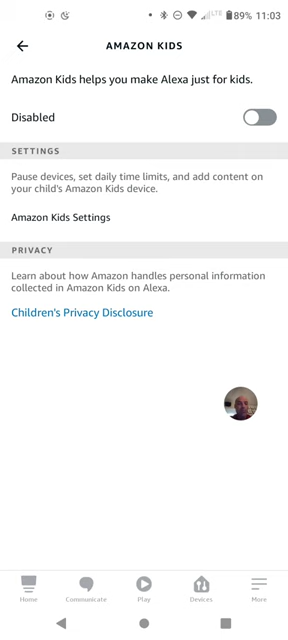 LTE 89% 11:03
AMAZON KIDS
Amazon Kids helps you make Alexa just for kids.
Disabled
SETTINGS
Pause devices, set daily time limits, and add content on
your child's Amazon Kids device.
Amazon Kids Settings
PRIVACY
Learn about how Amazon handles personal information
collected in Amazon Kids on Alexa.
Children's Privacy Disclosure
Home Communicate Play Devices More